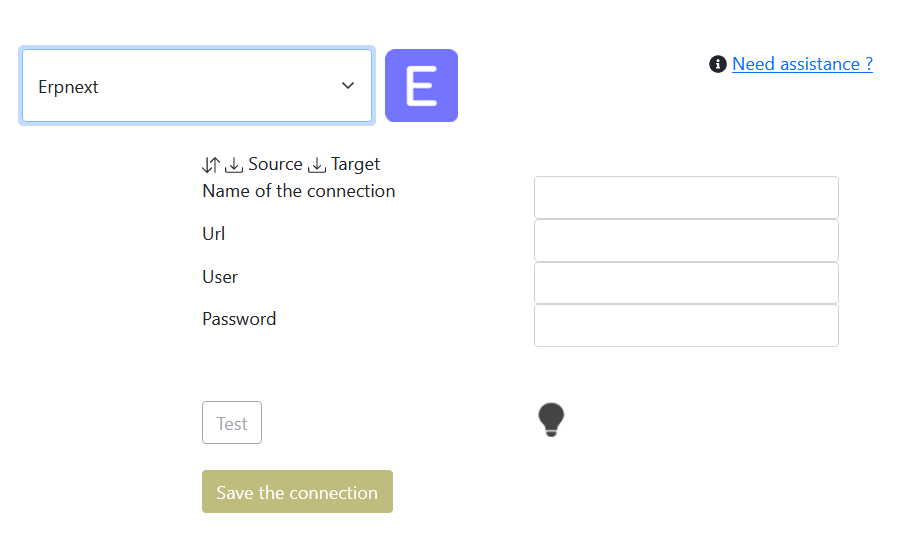 Erpnext
E
Need assistance ?
Source Target
Name of the connection
Url
User
Password
Test
Save the connection